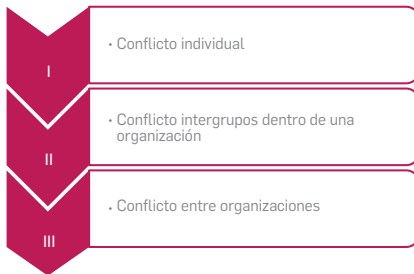 I
• Conflicto individual
II
• Conflicto intergrupos dentro de una
organización
III
• Conflicto entre organizaciones